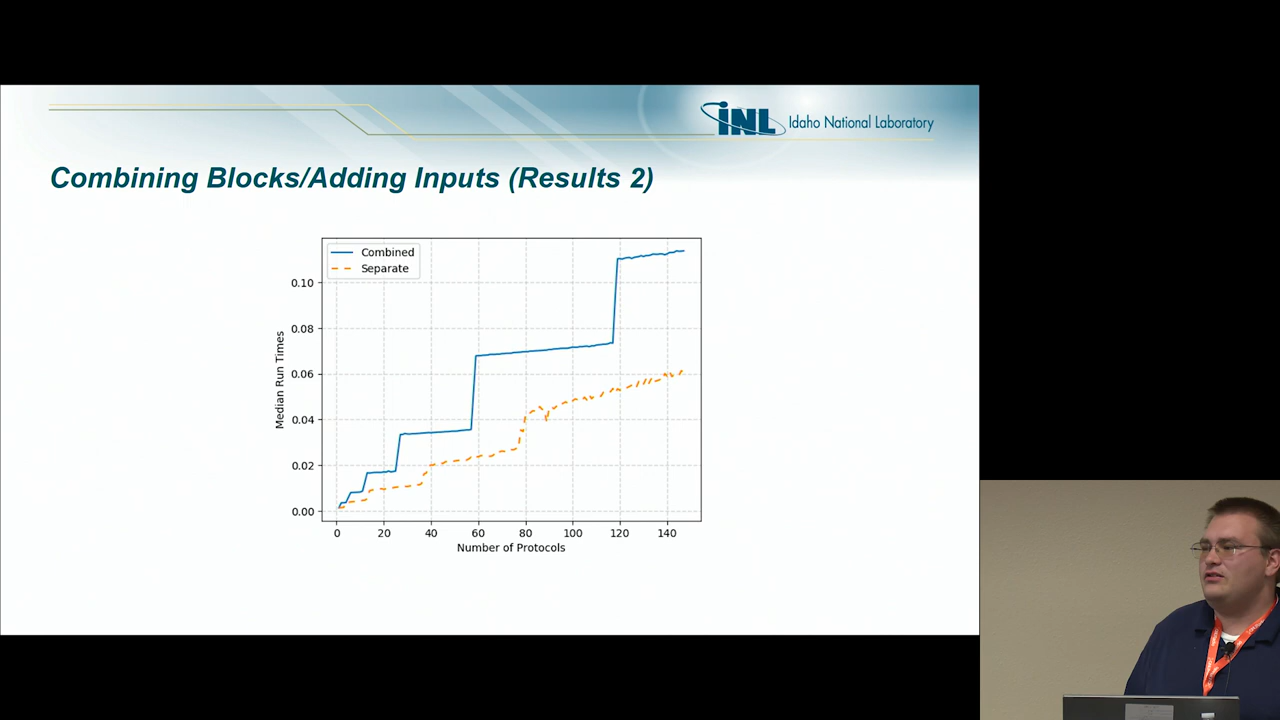 INL Idaho National Laboratory
Combining Blocks/Adding Inputs (Results 2)
Combined
Separate
0.10
0.08
0.06
0.04
0.02
0.00
Median Run Times
0 20 40 60 80 100 120 140
Number of Protocols